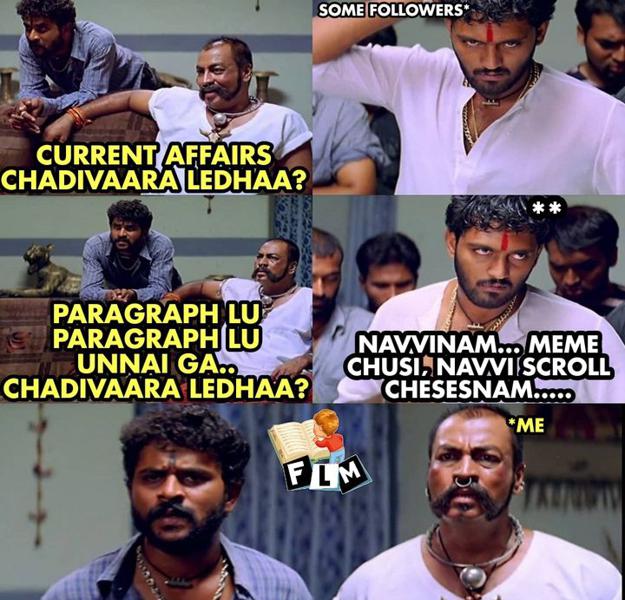 SOME FOLLOWERS*
CURRENT AFFAIRS
CHADIVAARA LEDHAA?
**
PARAGRAPH LU
PARAGRAPH LU
UNNAI GA..
CHADIVAARA LEDHAA?
NAVVINAM... MEME
CHUSI, NAVVI SCROLL
CHESESNAM.....
*ME
FLM